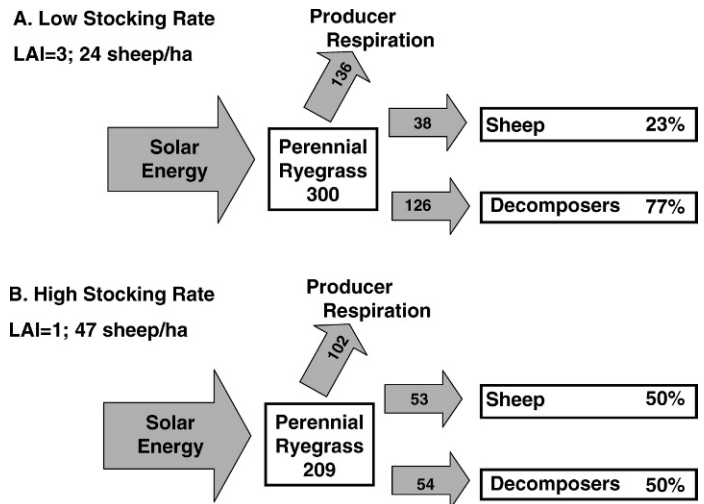 A. Low Stocking Rate
LAI=3; 24 sheep/ha
Producer
Respiration
136
Solar
Energy
Perennial
Ryegrass
300
38
Sheep 23%
126
Decomposers 77%
B. High Stocking Rate
LAI=1; 47 sheep/ha
Producer
Respiration
102
Solar
Energy
Perennial
Ryegrass
209
53
Sheep 50%
54
Decomposers 50%